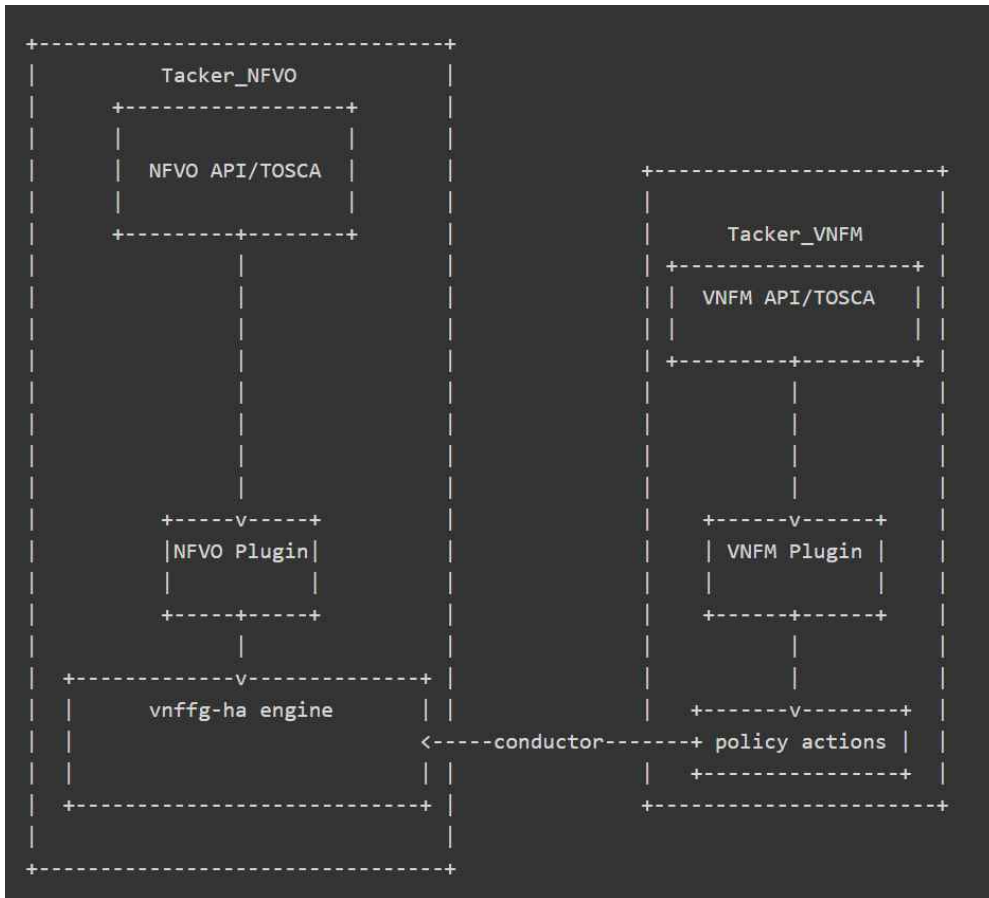 Tacker_NFVO
NFVO API/TOSCA
Tacker_VNFM
VNFM API/TOSCA
NFVO Plugin
VNFM Plugin
vnffg-ha engine
conductor
policy actions